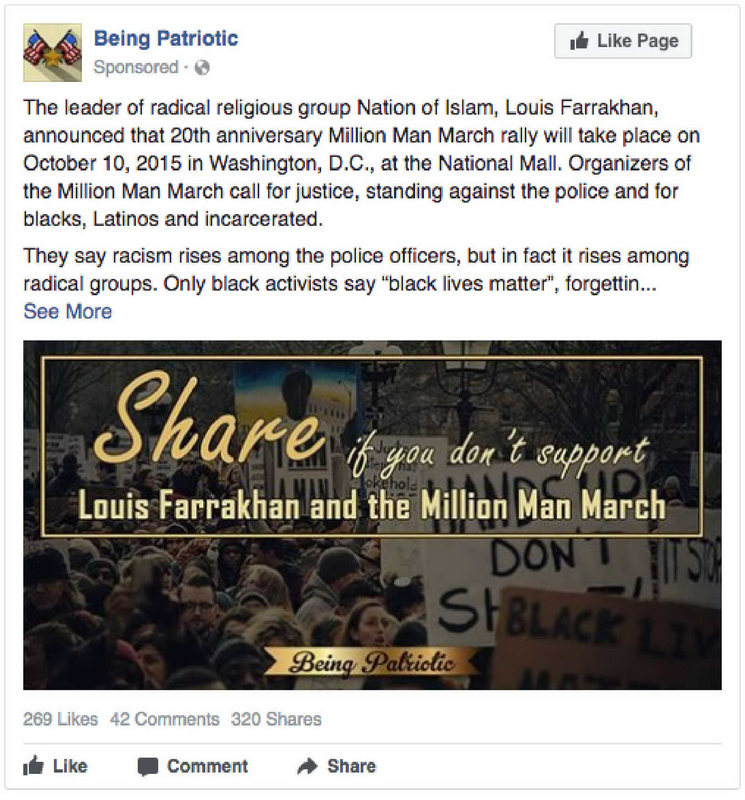 Being Patriotic
Like Page
Sponsored ·
The leader of radical religious group Nation of Islam, Louis Farrakhan,
announced that 20th anniversary Million Man March rally will take place on
October 10, 2015 in Washington, D.C., at the National Mall. Organizers of
the Million Man March call for justice, standing against the police and for
blacks, Latinos and incarcerated.
They say racism rises among the police officers, but in fact it rises among
radical groups. Only black activists say “black lives matter”, forgettin...
See More
Share if you don't support
Louis Farrakhan and the Million Man March
HANDS UP
DON'T
BLACK
Being Patriotic
269 Likes 42 Comments 320 Shares
Like Comment Share